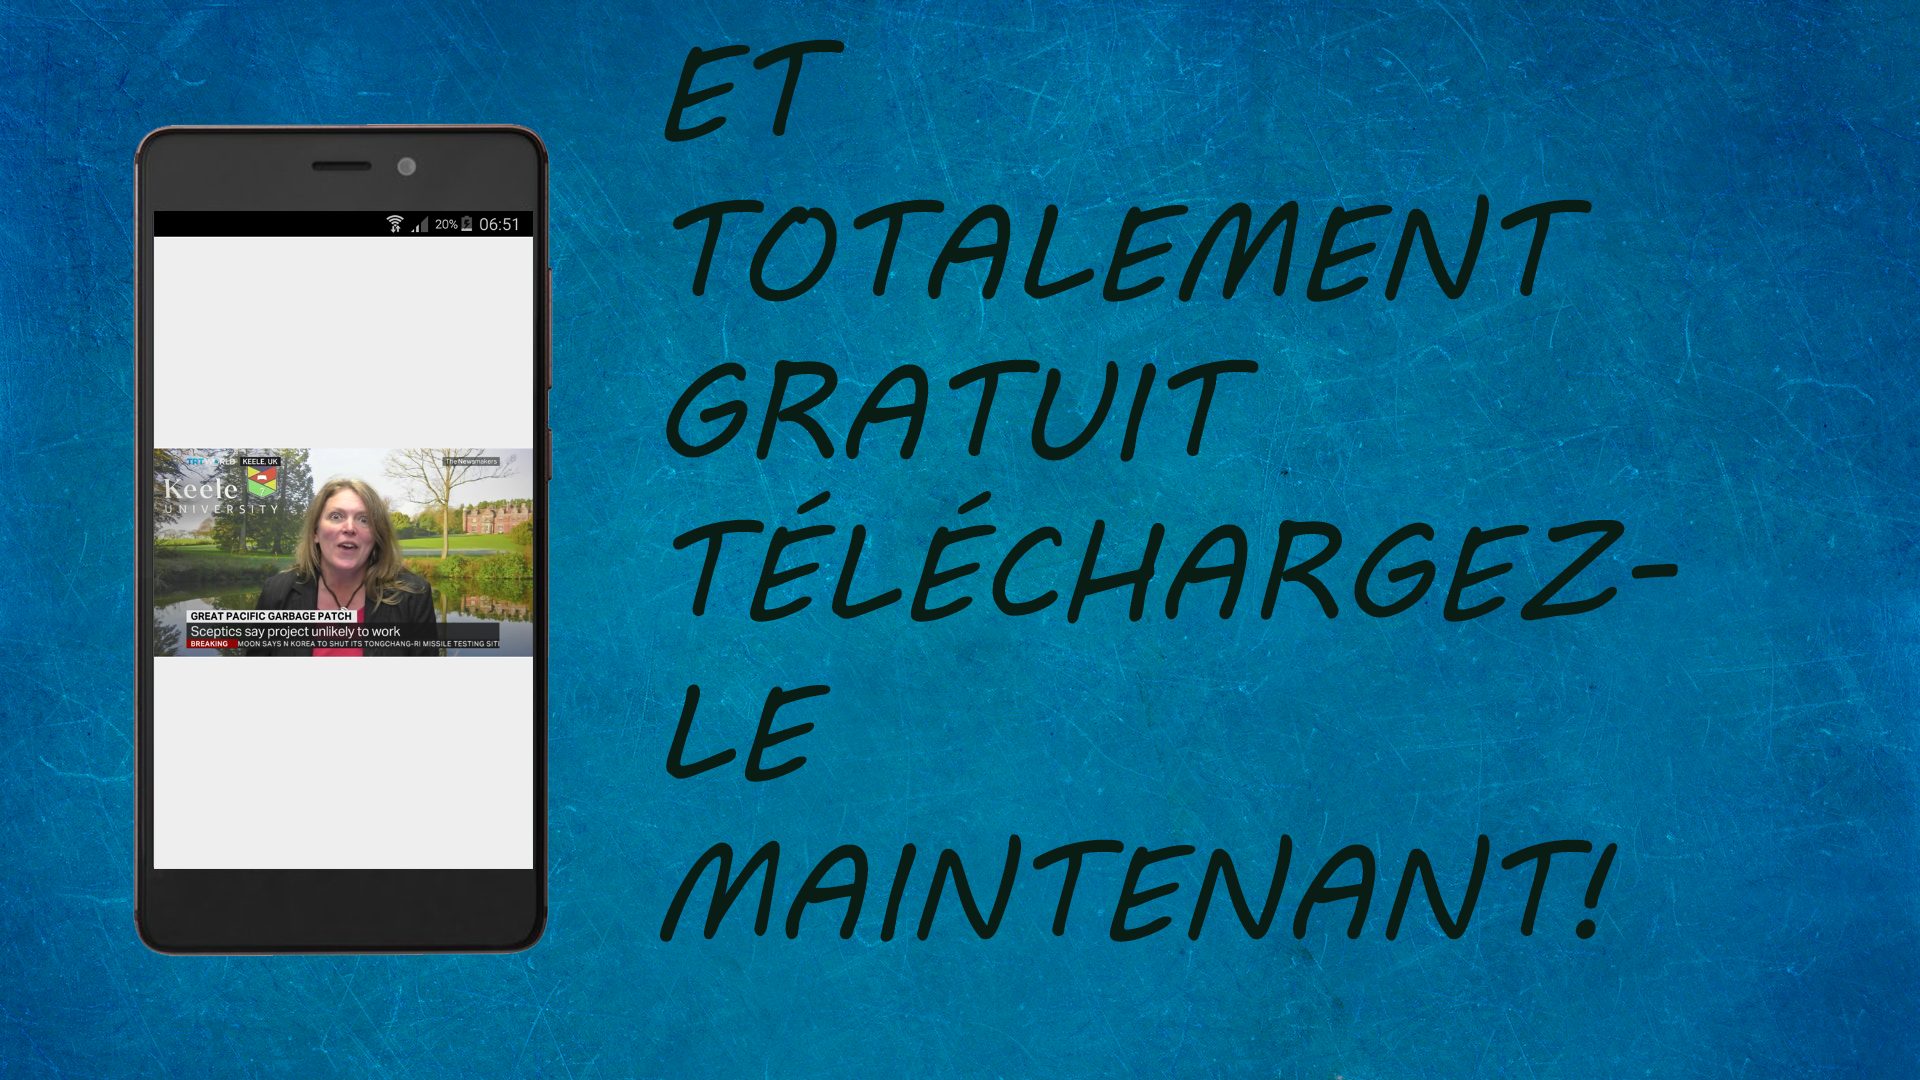 ET
TOTALEMENT
GRATUIT
TÉLÉCHARGEZ-
LE
MAINTENANT!
20% 06:51
TRT WORLD KEELE, UK
The Newsmakers
Keele
UNIVERSITY
GREAT PACIFIC GARBAGE PATCH
Sceptics say project unlikely to work
BREAKING MOON SAYS N KOREA TO SHUT ITS TONGCHANG-RI MISSILE TESTING SIT